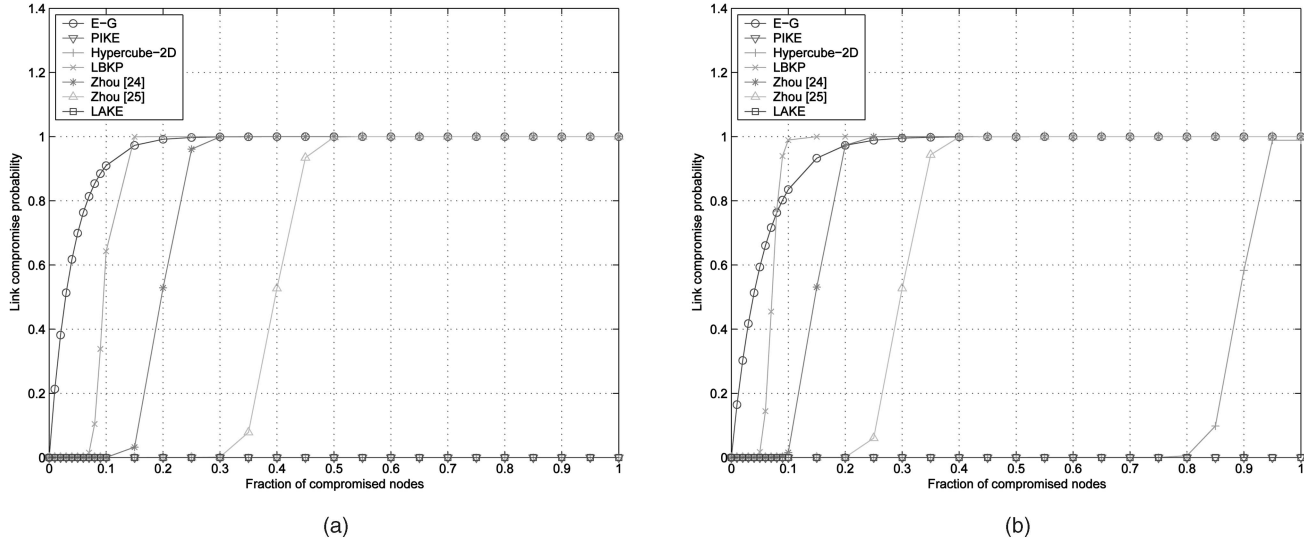 1.4
1.2
1
0.8
0.6
0.4
0.2
0
Link compromise probability
E-G
PIKE
Hypercube-2D
LBKP
Zhou [24]
Zhou [25]
LAKE
0 0.1 0.2 0.3 0.4 0.5 0.6 0.7 0.8 0.9 1
Fraction of compromised nodes
(a)
1.4
1.2
1
0.8
0.6
0.4
0.2
0
Link compromise probability
E-G
PIKE
Hypercube-2D
LBKP
Zhou [24]
Zhou [25]
LAKE
0 0.1 0.2 0.3 0.4 0.5 0.6 0.7 0.8 0.9 1
Fraction of compromised nodes
(b)